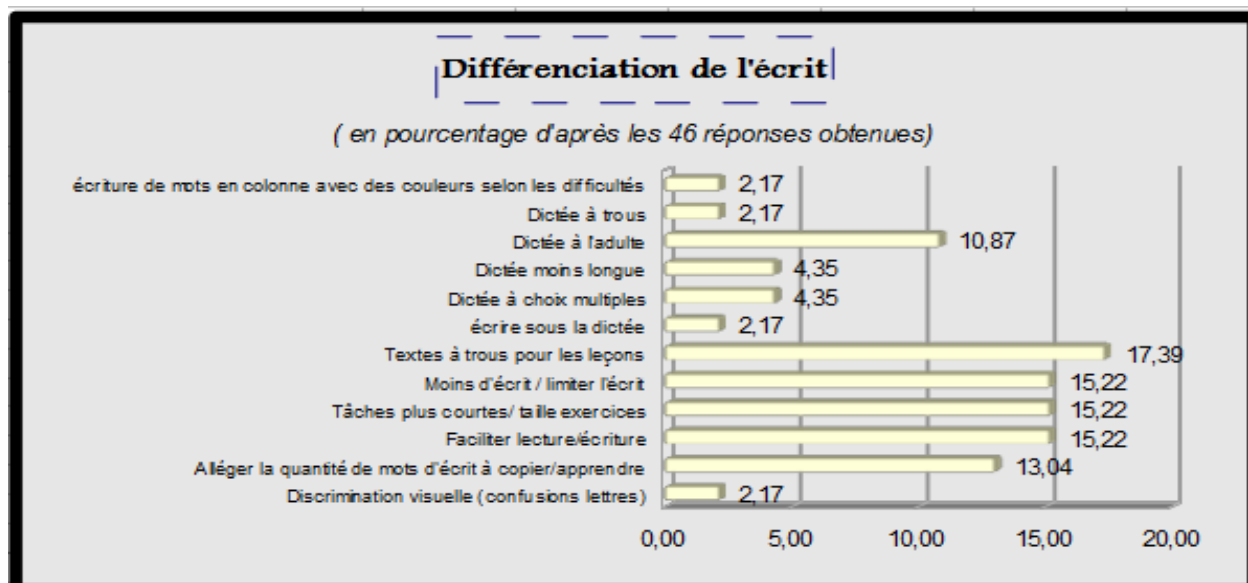 Différenciation de l'écrit
( en pourcentage d'après les 46 réponses obtenues)
écriture de mots en colonne avec des couleurs selon les difficultés 2,17
Dictée à trous 2,17
Dictée à l'adulte 10,87
Dictée moins longue 4,35
Dictée à choix multiples 4,35
écrire sous la dictée 2,17
Textes à trous pour les leçons 17,39
Moins d'écrit / limiter l'écrit 15,22
Tâches plus courtes/ taille exercices 15,22
Faciliter lecture/écriture 15,22
Alléger la quantité de mots d'écrit à copier/apprendre 13,04
Discrimination visuelle (confusions lettres) 2,17
0,00 5,00 10,00 15,00 20,00